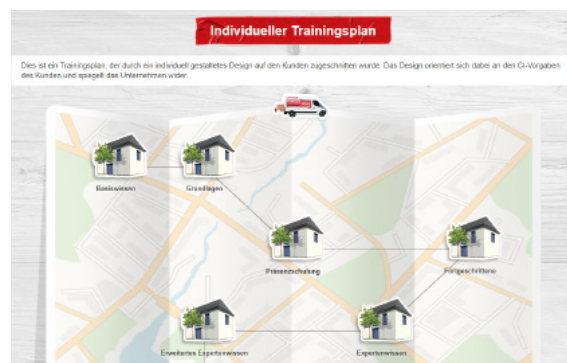 Individueller Trainingsplan
Dies ist ein Trainingsplan, der durch ein individuell gestaltetes Design auf den Kunden zugeschnitten wurde. Das Design orientiert sich dabei an den CI-Vorgaben
des Kunden und spiegelt das Unternehmen wider.
Basiswissen
Grundlagen
Präsenzschulung
Fortgeschrittene
Erweitertes Expertenwissen
Expertenwissen